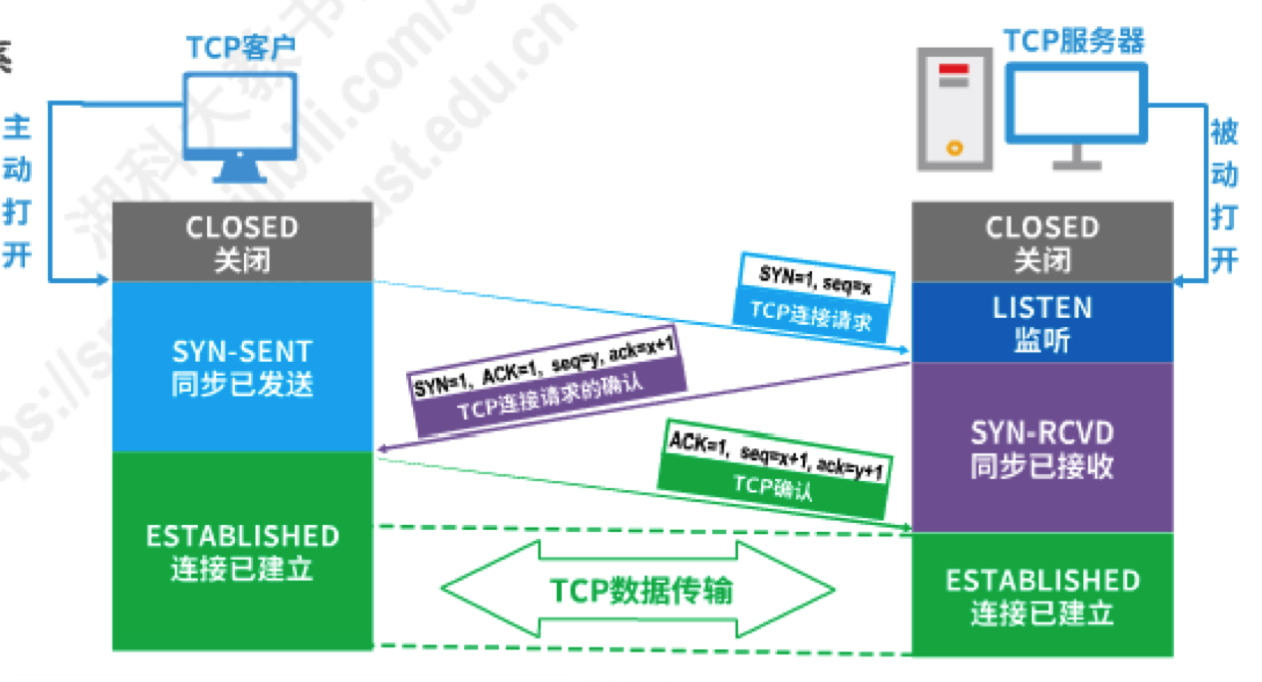 系
TCP客户
TCP服务器
主动打开
被动打开
CLOSED
关闭
CLOSED
关闭
SYN=1, seq=x
TCP连接请求
LISTEN
监听
SYN-SENT
同步已发送
SYN=1, ACK=1, seq=y, ack=x+1
TCP连接请求的确认
SYN-RCVD
同步已接收
ACK=1, seq=x+1, ack=y+1
TCP确认
ESTABLISHED
连接已建立
TCP数据传输
ESTABLISHED
连接已建立